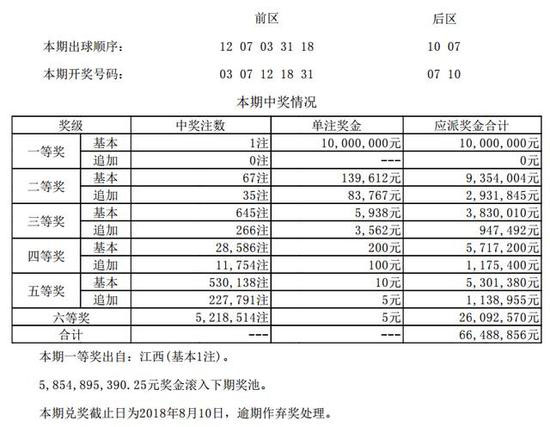 前区 后区
本期出球顺序： 12 07 03 31 18 10 07
本期开奖号码： 03 07 12 18 31 07 10
本期中奖情况
奖级 中奖注数 单注奖金 应派奖金合计
一等奖 基本 1注 10,000,000元 10,000,000元
追加 0注 --- 0元
二等奖 基本 67注 139,612元 9,354,004元
追加 35注 83,767元 2,931,845元
三等奖 基本 645注 5,938元 3,830,010元
追加 266注 3,562元 947,492元
四等奖 基本 28,586注 200元 5,717,200元
追加 11,754注 100元 1,175,400元
五等奖 基本 530,138注 10元 5,301,380元
追加 227,791注 5元 1,138,955元
六等奖 5,218,514注 5元 26,092,570元
合计 --- --- 66,488,856元
本期一等奖出自：江西(基本1注)。
5,854,895,390.25元奖金滚入下期奖池。
本期兑奖截止日为2018年8月10日，逾期作弃奖处理。